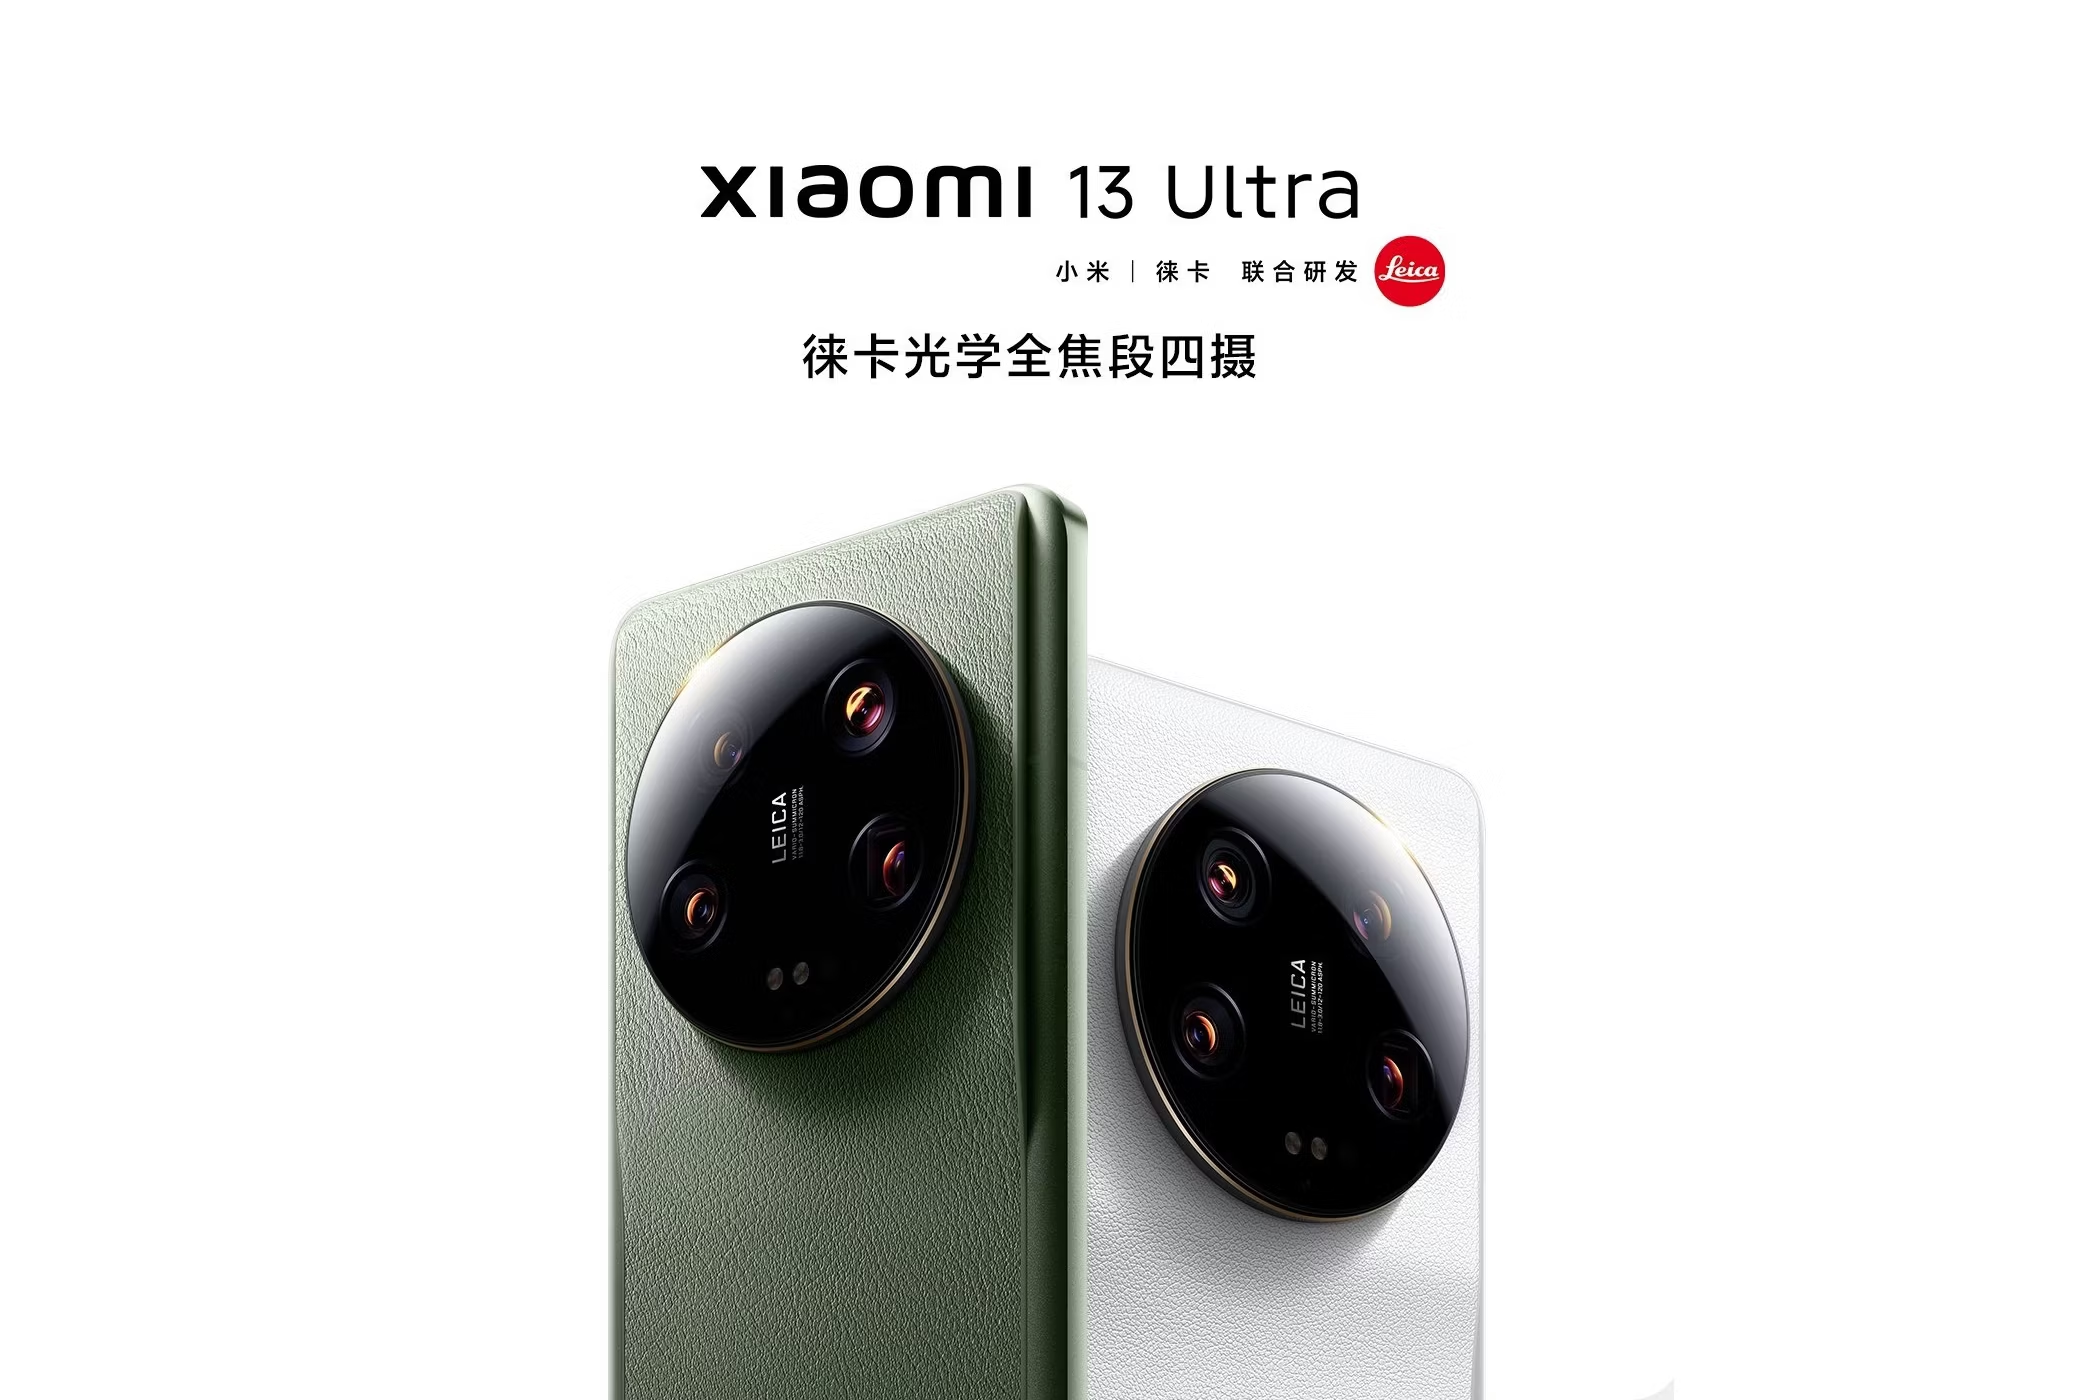 xiaomi 13 Ultra
小米 | 徕卡 联合研发 Leica
徕卡光学全焦段四摄
LEICA
VARIO-SUMMICRON
1:1.8-3.0/12-120 ASPH.
LEICA
VARIO-SUMMICRON
1:1.8-3.0/12-120 ASPH.